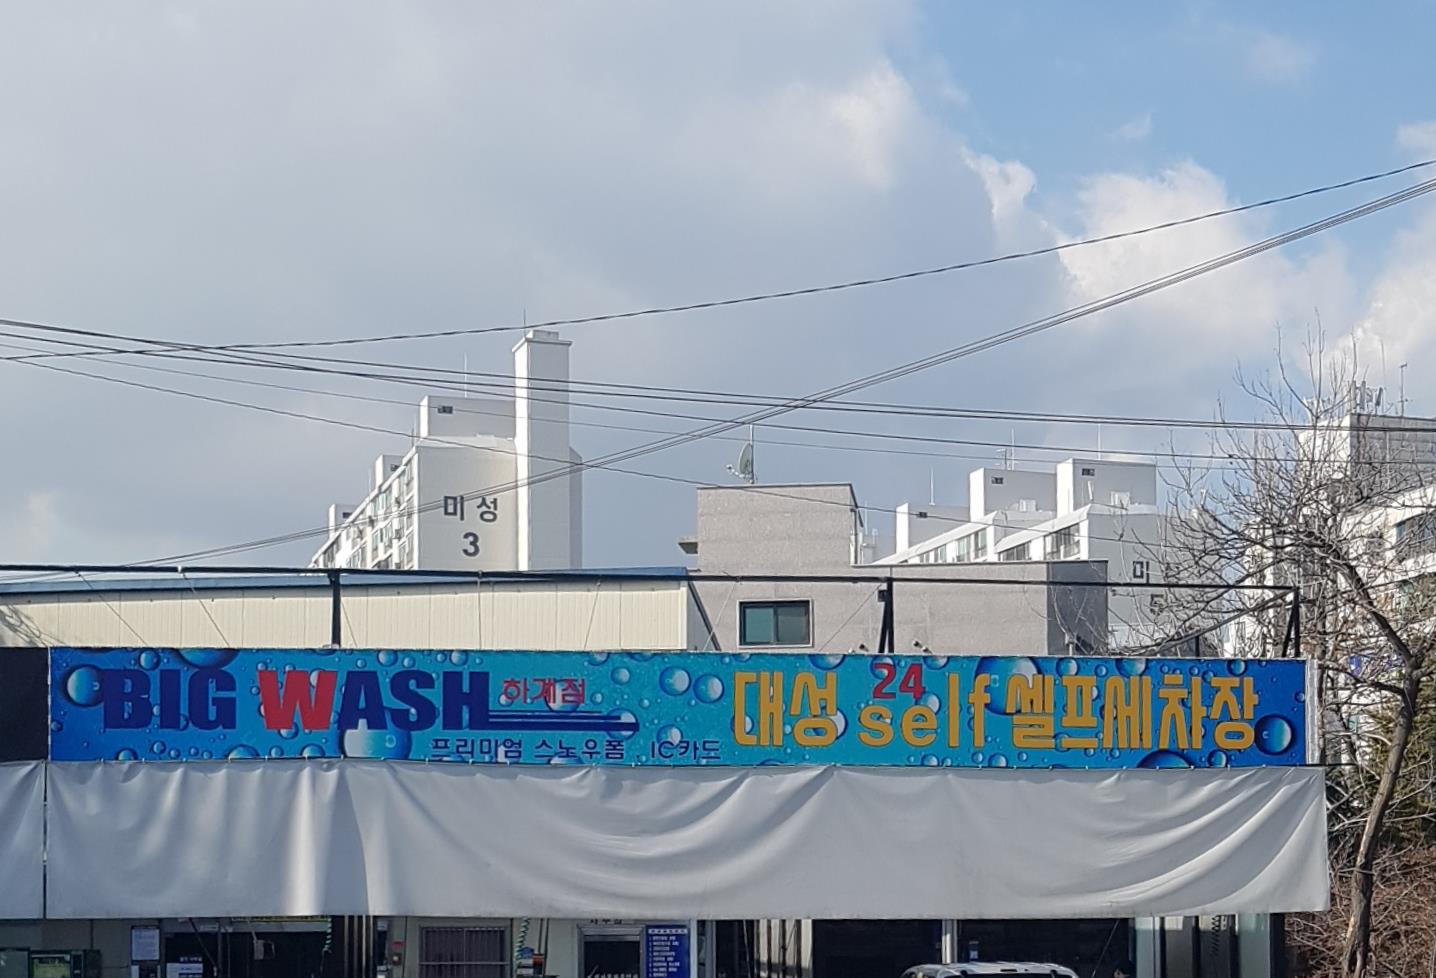 미성
3
BIG WASH 하계점
프리미엄 스노우폼 IC카드
대성 24 self 셀프세차장